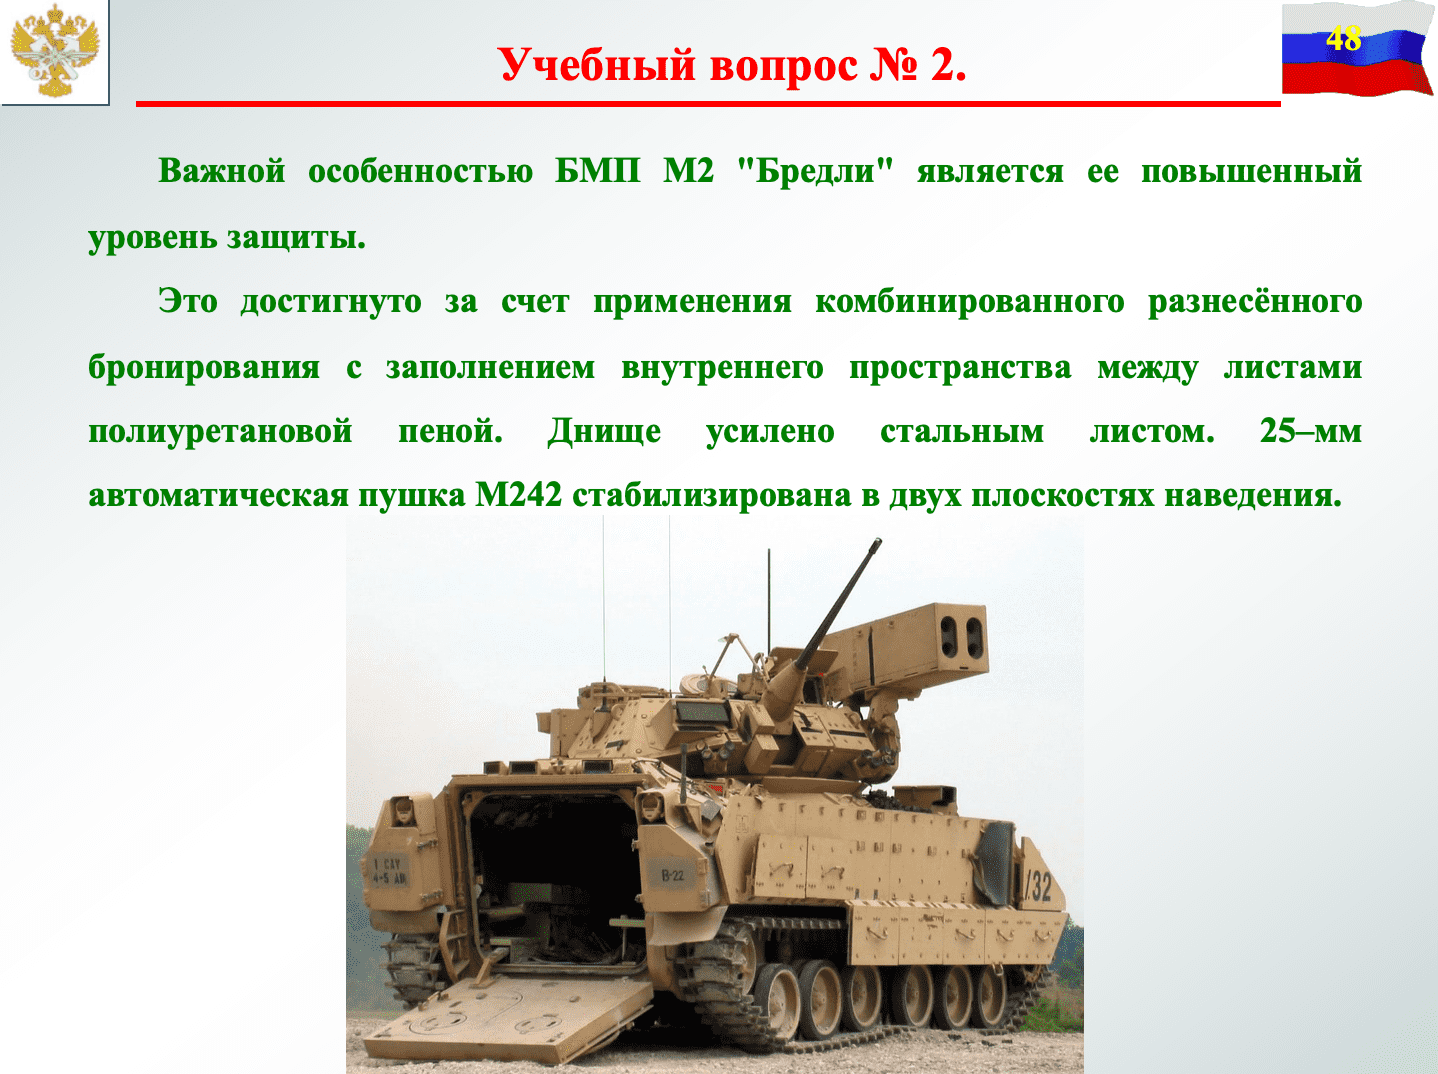 48
Учебный вопрос № 2.
Важной особенностью БМП М2 "Бредли" является ее повышенный
уровень защиты.
Это достигнуто за счет применения комбинированного разнесённого
бронирования с заполнением внутреннего пространства между листами
полиуретановой пеной. Днище усилено стальным листом. 25–мм
автоматическая пушка М242 стабилизирована в двух плоскостях наведения.
1 CAV
4-5 AIR
B-22
/32